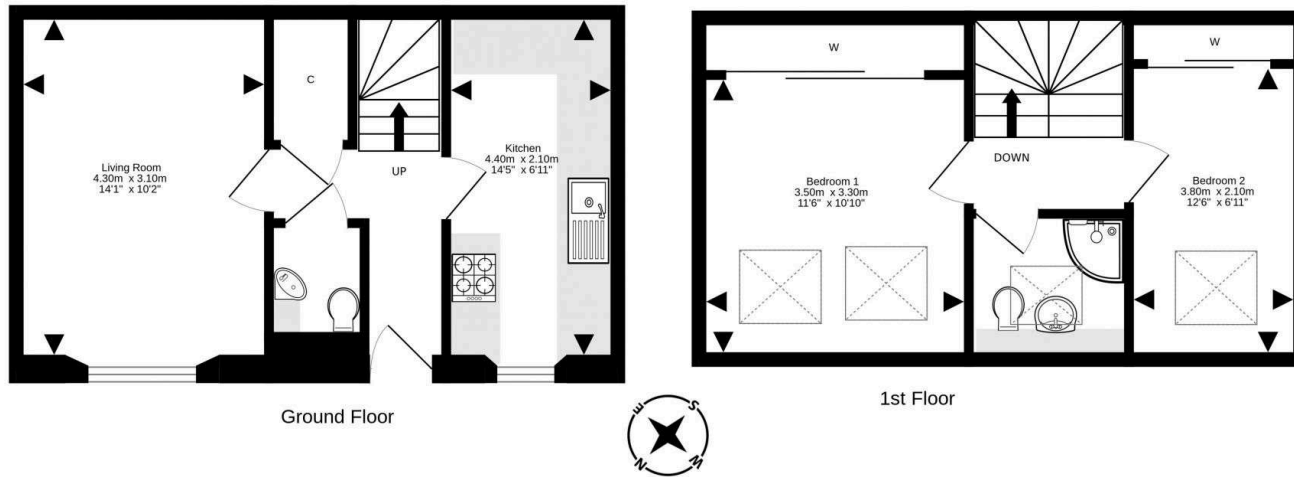 C
Living Room
4.30m x 3.10m
14'1" x 10'2"
UP
Kitchen
4.40m x 2.10m
14'5" x 6'11"
Ground Floor
W
W
DOWN
Bedroom 1
3.50m x 3.30m
11'6" x 10'10"
Bedroom 2
3.80m x 2.10m
12'6" x 6'11"
1st Floor
E
S
N
W